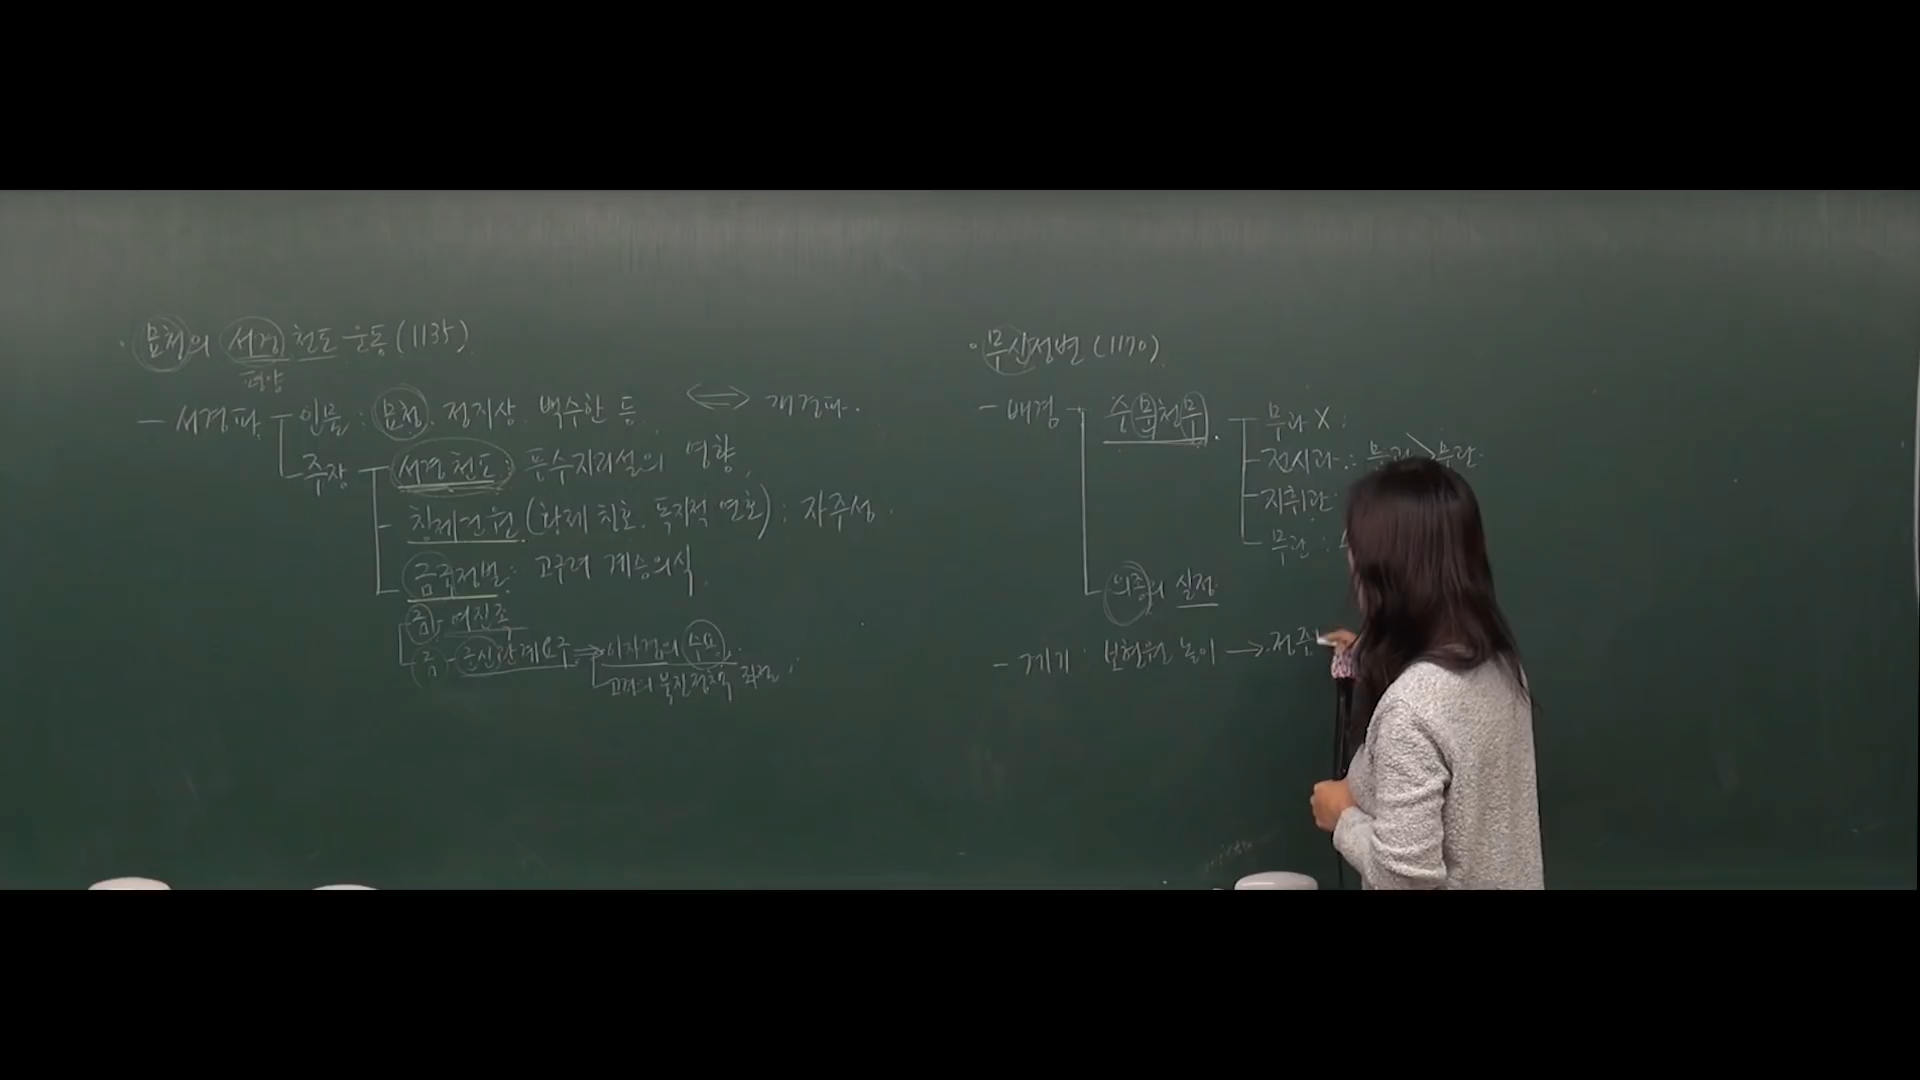 · 묘청의 서경 천도 운동 (1135)
평양
- 서경파 인물 : 묘청. 정지상. 백수한 등 ⇔ 개경파.
주장 서경 천도 : 풍수지리설의 영향.
- 칭제건원 (황제 칭호. 독자적 연호) : 자주성.
금국정벌 : 고구려 계승의식
금 - 여진족
금 - 군신관계요구 → 이자겸의 수용.
고려의 북진정책 좌절
· 무신정변 (1170)
- 배경 숭문천무. 무과 X :
- 전시과 : 문관 > 무관
- 지휘관 :
무관 :
의종의 실정.
- 계기 : 보현원 놀이 → 정중